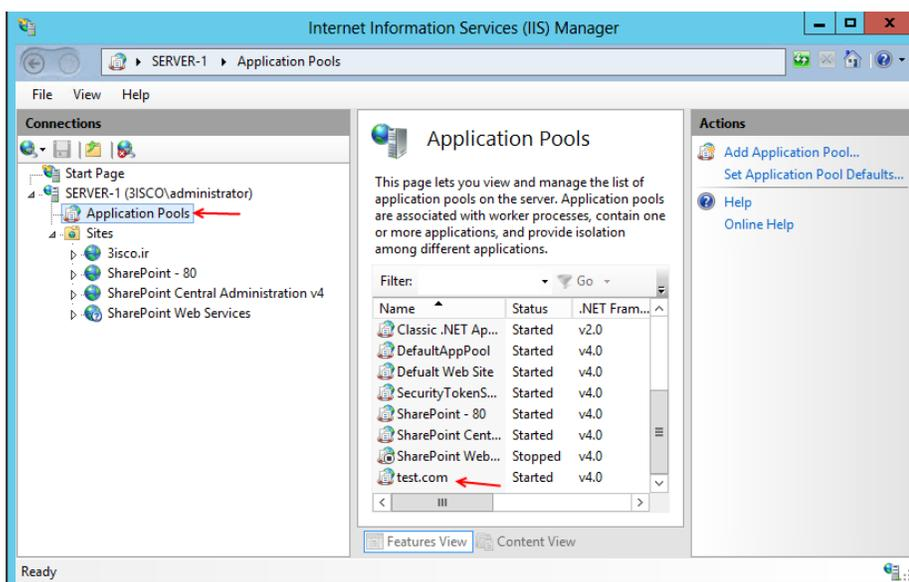 Internet Information Services (IIS) Manager
SERVER-1 Application Pools
File View Help
Connections
Start Page
SERVER-1 (3ISCO\administrator)
Application Pools
Sites
3isco.ir
SharePoint - 80
SharePoint Central Administration v4
SharePoint Web Services
Application Pools
This page lets you view and manage the list of
application pools on the server. Application pools
are associated with worker processes, contain one
or more applications, and provide isolation
among different applications.
Filter: Go
Name Status .NET Fram...
Classic .NET Ap... Started v2.0
DefaultAppPool Started v4.0
Defualt Web Site Started v4.0
SecurityTokenS... Started v4.0
SharePoint - 80 Started v4.0
SharePoint Cent... Started v4.0
SharePoint Web... Stopped v4.0
test.com Started v4.0
Features View Content View
Actions
Add Application Pool...
Set Application Pool Defaults...
Help
Online Help
Ready